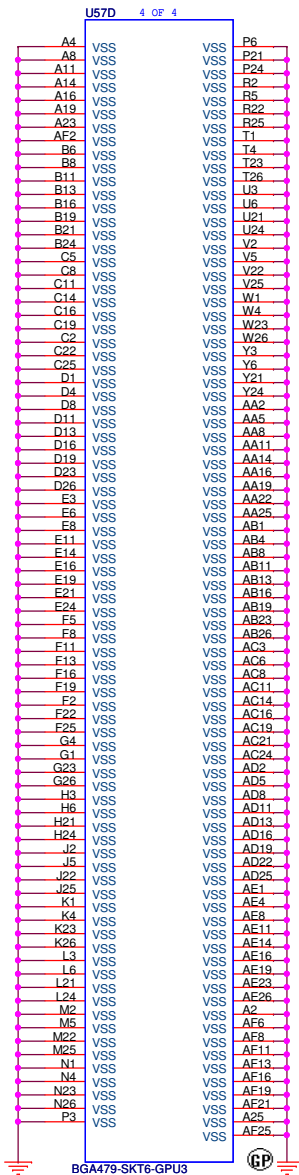 U57D 4 OF 4
A4 VSS VSS P6
A8 VSS VSS P21
A11 VSS VSS P24
A14 VSS VSS R2
A16 VSS VSS R5
A19 VSS VSS R22
A23 VSS VSS R25
AF2 VSS VSS T1
B6 VSS VSS T4
B8 VSS VSS T23
B11 VSS VSS T26
B13 VSS VSS U3
B16 VSS VSS U6
B19 VSS VSS U21
B21 VSS VSS U24
B24 VSS VSS V2
C5 VSS VSS V5
C8 VSS VSS V22
C11 VSS VSS V25
C14 VSS VSS W1
C16 VSS VSS W4
C19 VSS VSS W23
C2 VSS VSS W26
C22 VSS VSS Y3
C25 VSS VSS Y6
D1 VSS VSS Y21
D4 VSS VSS Y24
D8 VSS VSS AA2
D11 VSS VSS AA5
D13 VSS VSS AA8
D16 VSS VSS AA11
D19 VSS VSS AA14
D23 VSS VSS AA16
D26 VSS VSS AA19
E3 VSS VSS AA22
E6 VSS VSS AA25
E8 VSS VSS AB1
E11 VSS VSS AB4
E14 VSS VSS AB8
E16 VSS VSS AB11
E19 VSS VSS AB13
E21 VSS VSS AB16
E24 VSS VSS AB19
F5 VSS VSS AB23
F8 VSS VSS AB26
F11 VSS VSS AC3
F13 VSS VSS AC6
F16 VSS VSS AC8
F19 VSS VSS AC11
F2 VSS VSS AC14
F22 VSS VSS AC16
F25 VSS VSS AC19
G4 VSS VSS AC21
G1 VSS VSS AC24
G23 VSS VSS AD2
G26 VSS VSS AD5
H3 VSS VSS AD8
H6 VSS VSS AD11
H21 VSS VSS AD13
H24 VSS VSS AD16
J2 VSS VSS AD19
J5 VSS VSS AD22
J22 VSS VSS AD25
J25 VSS VSS AE1
K1 VSS VSS AE4
K4 VSS VSS AE8
K23 VSS VSS AE11
K26 VSS VSS AE14
L3 VSS VSS AE16
L6 VSS VSS AE19
L21 VSS VSS AE23
L24 VSS VSS AE26
M2 VSS VSS A2
M5 VSS VSS AF6
M22 VSS VSS AF8
M25 VSS VSS AF11
N1 VSS VSS AF13
N4 VSS VSS AF16
N23 VSS VSS AF19
N26 VSS VSS AF21
P3 VSS VSS A25
VSS AF25
BGA479-SKT6-GPU3